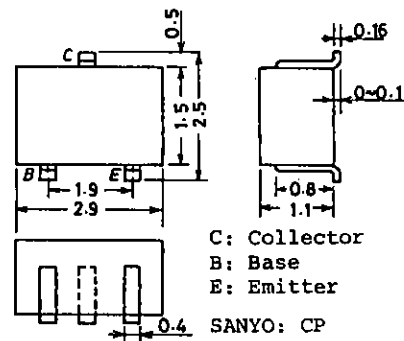 C
0.5
0.16
1.5
2.5
0~0.1
B
E
1.9
2.9
0.8
1.1
C: Collector
B: Base
E: Emitter
0.4
SANYO: CP